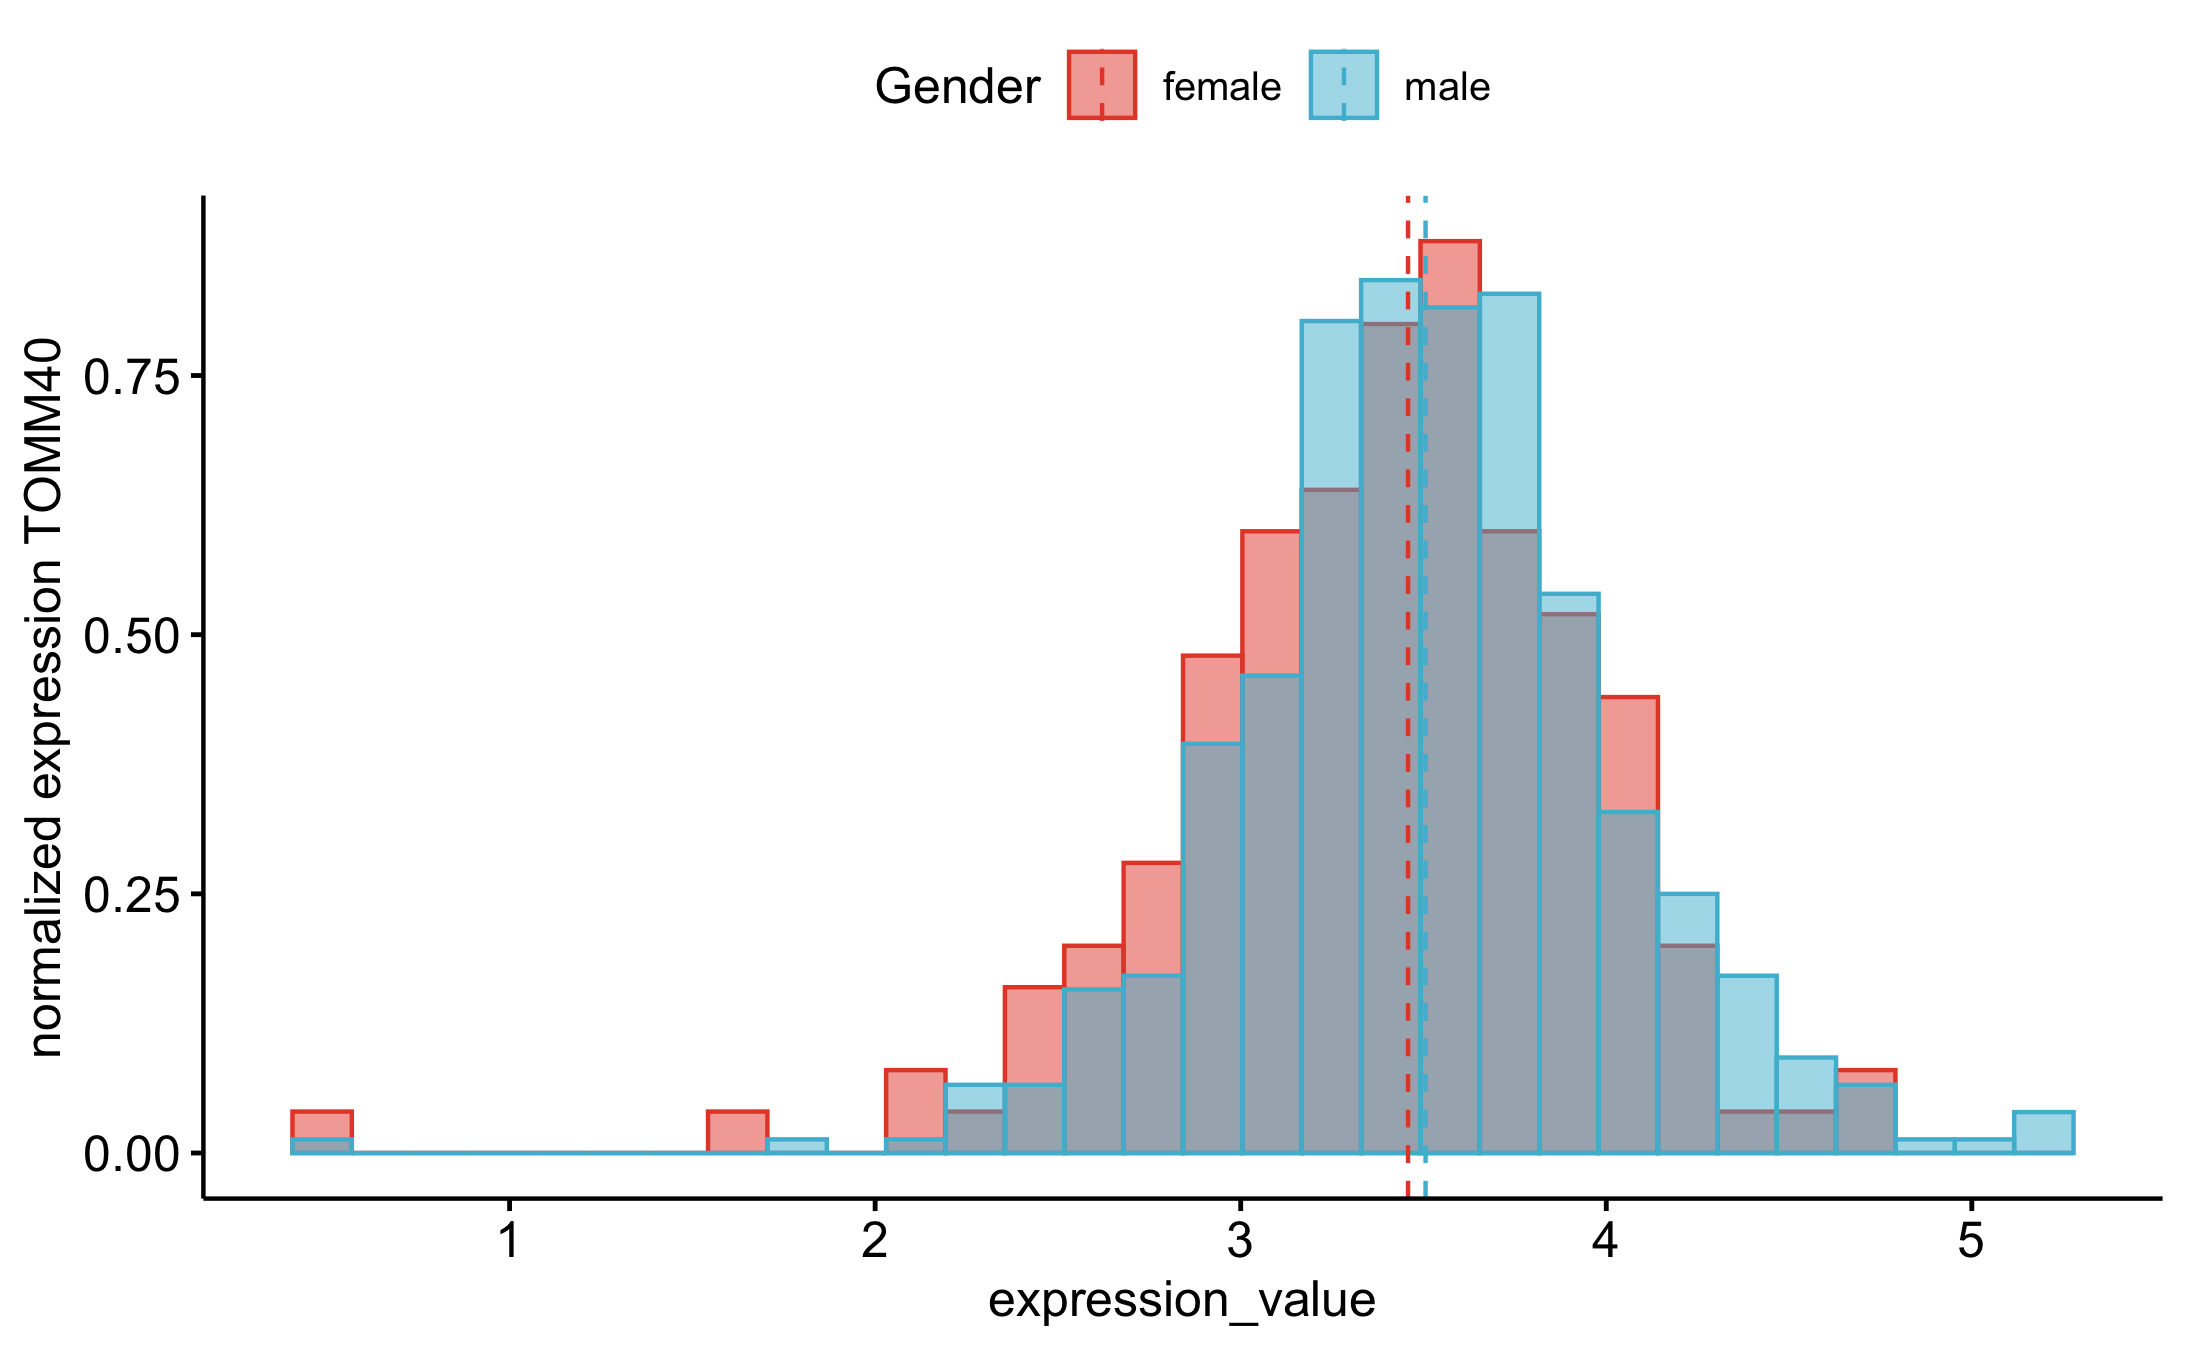 Gender female male
normalized expression TOMM40
0.75
0.50
0.25
0.00
1 2 3 4 5
expression_value